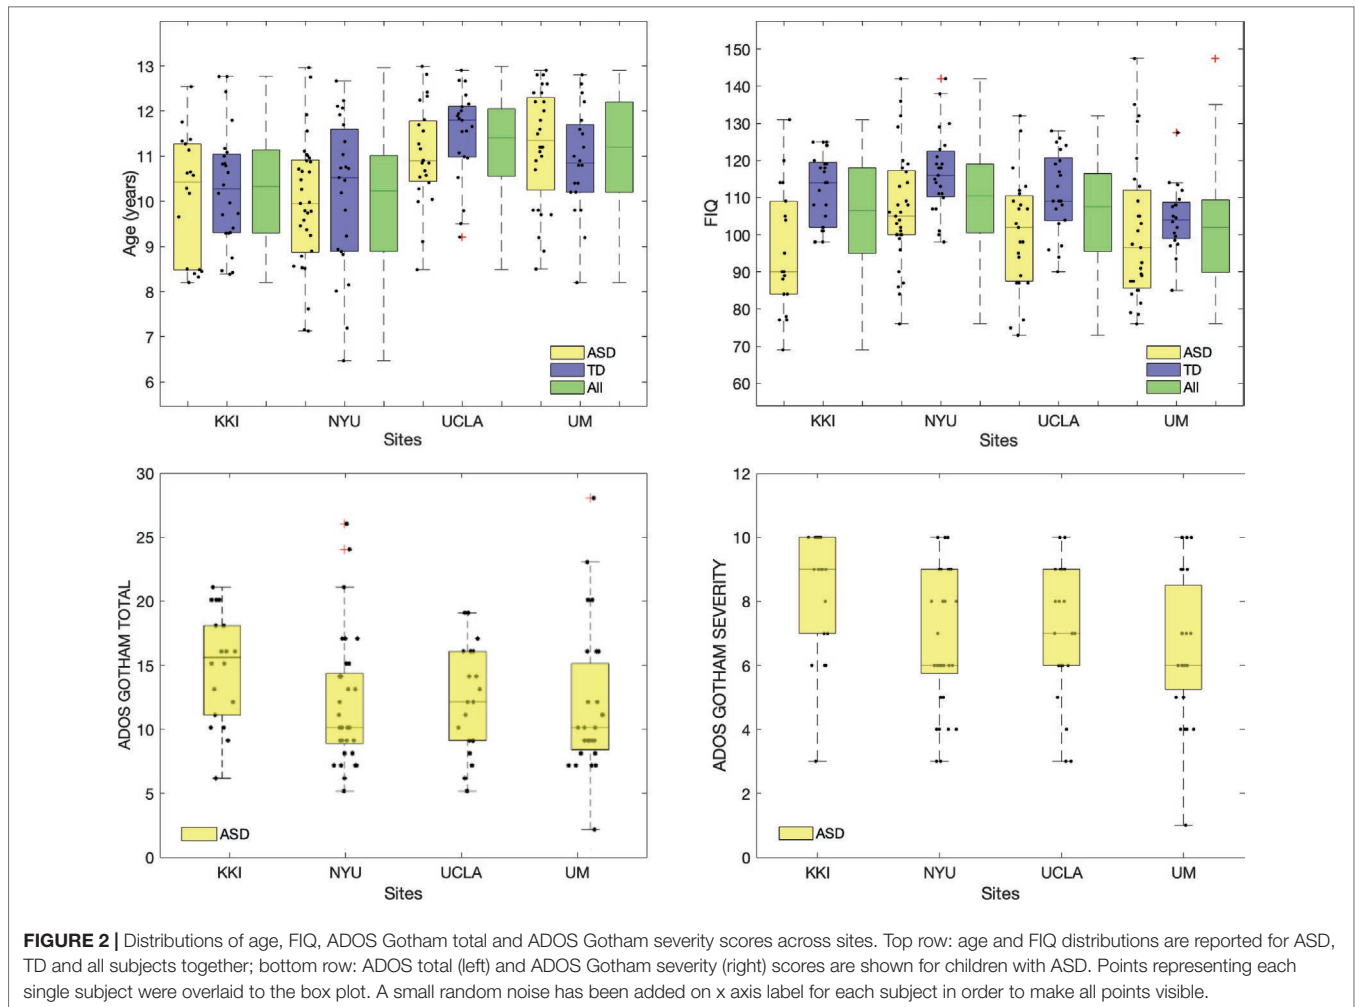 13
12
11
10
9
8
7
6
Age (years)
ASD
TD
All
KKI NYU UCLA UM
Sites
150
140
130
120
110
100
90
80
70
60
FIQ
ASD
TD
All
KKI NYU UCLA UM
Sites
30
25
20
15
10
5
0
ADOS GOTHAM TOTAL
ASD
KKI NYU UCLA UM
Sites
12
10
8
6
4
2
0
ADOS GOTHAM SEVERITY
ASD
KKI NYU UCLA UM
Sites
FIGURE 2 | Distributions of age, FIQ, ADOS Gotham total and ADOS Gotham severity scores across sites. Top row: age and FIQ distributions are reported for ASD,
TD and all subjects together; bottom row: ADOS total (left) and ADOS Gotham severity (right) scores are shown for children with ASD. Points representing each
single subject were overlaid to the box plot. A small random noise has been added on x axis label for each subject in order to make all points visible.